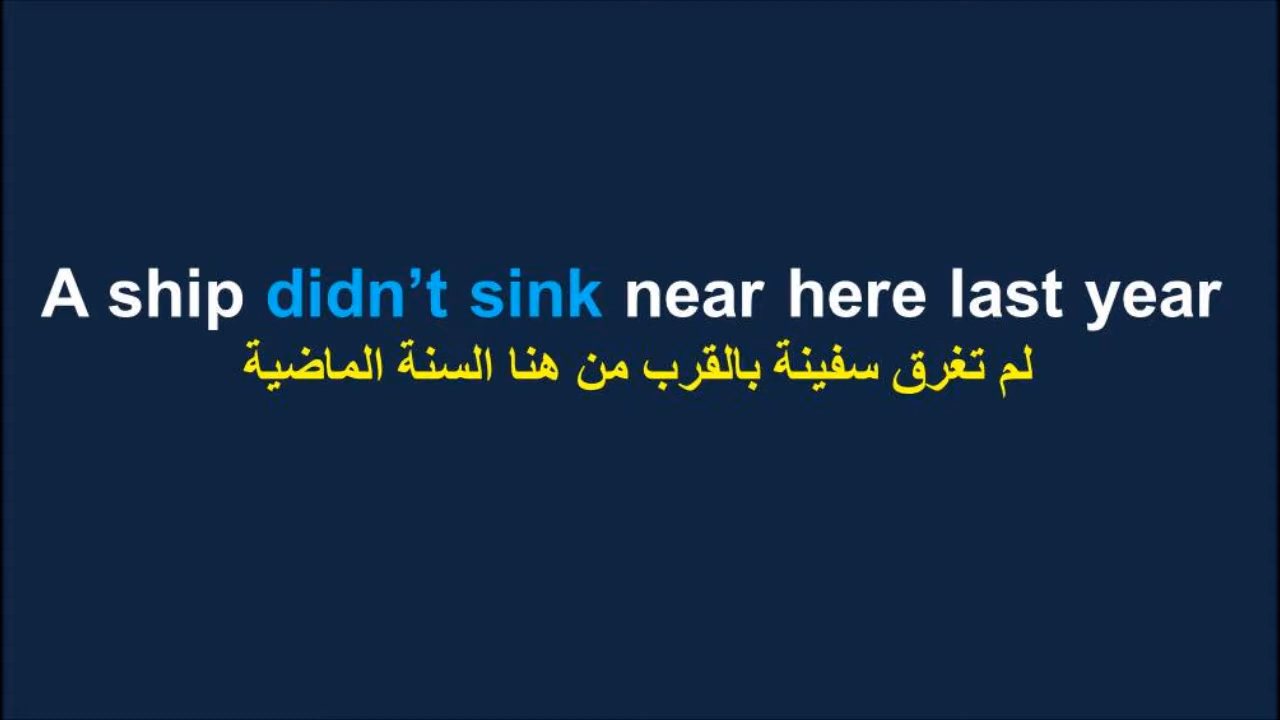 A ship didn’t sink near here last year
لم تغرق سفينة بالقرب من هنا السنة الماضية